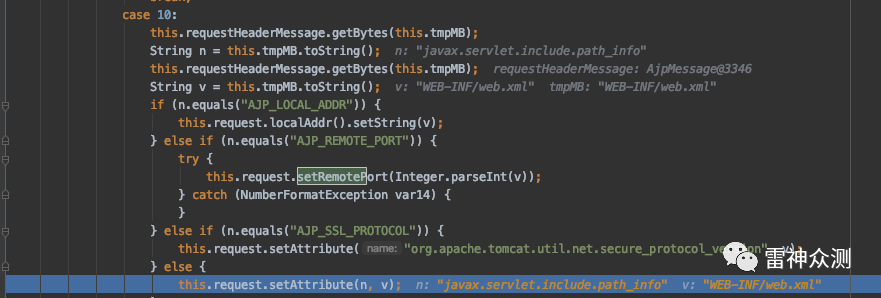 case 10:
this.requestHeaderMessage.getBytes(this.tmpMB);
String n = this.tmpMB.toString();  n: "javax.servlet.include.path_info"
this.requestHeaderMessage.getBytes(this.tmpMB);  requestHeaderMessage: AjpMessage@3346
String v = this.tmpMB.toString();  v: "WEB-INF/web.xml"  tmpMB: "WEB-INF/web.xml"
if (n.equals("AJP_LOCAL_ADDR")) {
this.request.localAddr().setString(v);
} else if (n.equals("AJP_REMOTE_PORT")) {
try {
this.request.setRemotePort(Integer.parseInt(v));
} catch (NumberFormatException var14) {
}
} else if (n.equals("AJP_SSL_PROTOCOL")) {
this.request.setAttribute( name: "org.apache.tomcat.util.net.secure_protocol_version", v);
} else {
this.request.setAttribute(n, v);  n: "javax.servlet.include.path_info"  v: "WEB-INF/web.xml"
雷神众测